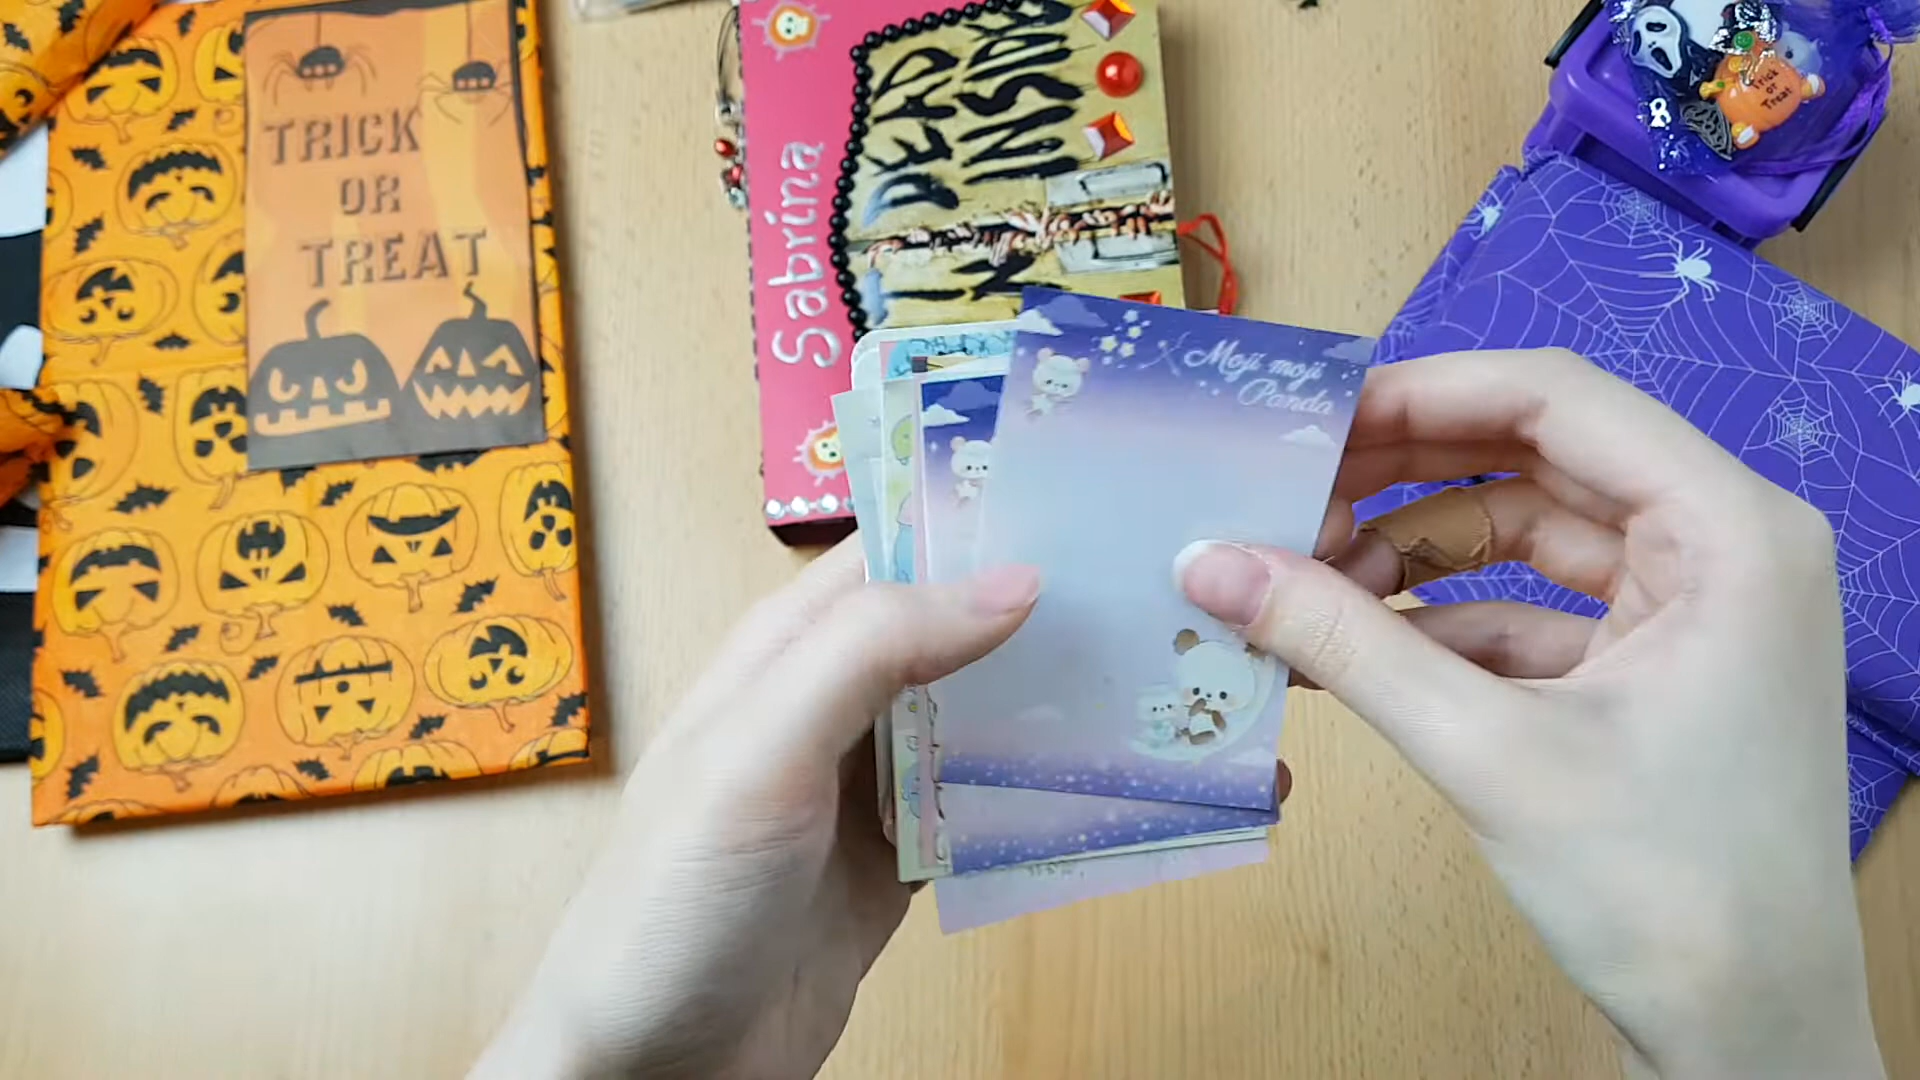 TRICK
OR
TREAT
Sabrina
DEAD
INSIDE
Moji moji
Panda
Trick
or
Treat